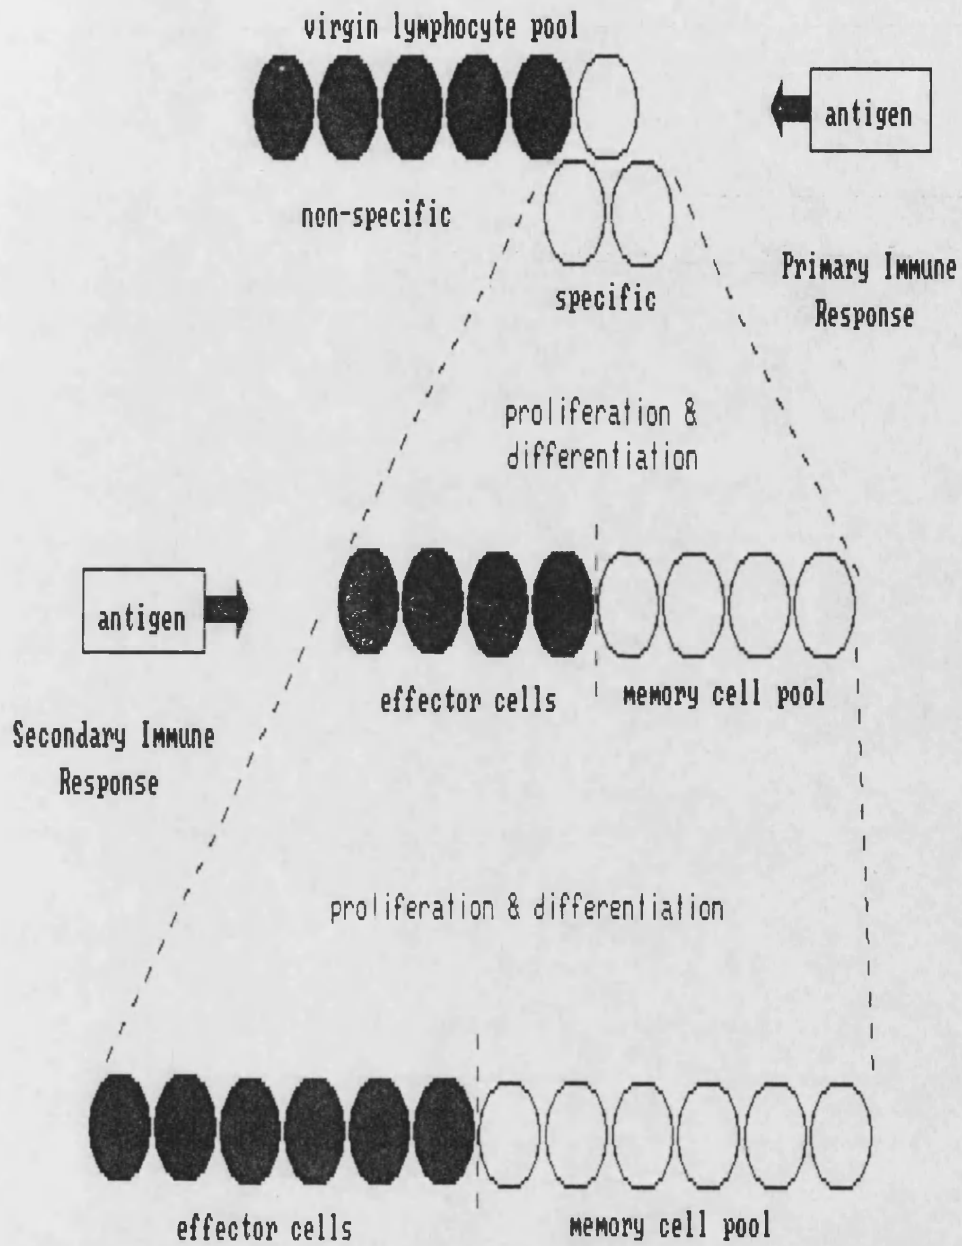 virgin lymphocyte pool
antigen
non-specific
specific
Primary Immune
Response
proliferation &
differentiation
antigen
effector cells
memory cell pool
Secondary Immune
Response
proliferation & differentiation
effector cells
memory cell pool